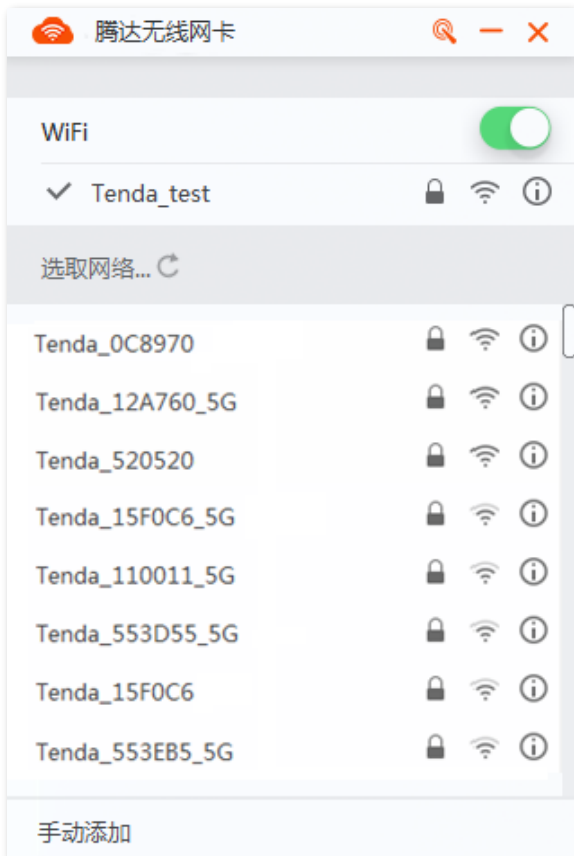 腾达无线网卡
WiFi
Tenda_test
选取网络...
Tenda_0C8970
Tenda_12A760_5G
Tenda_520520
Tenda_15F0C6_5G
Tenda_110011_5G
Tenda_553D55_5G
Tenda_15F0C6
Tenda_553EB5_5G
手动添加